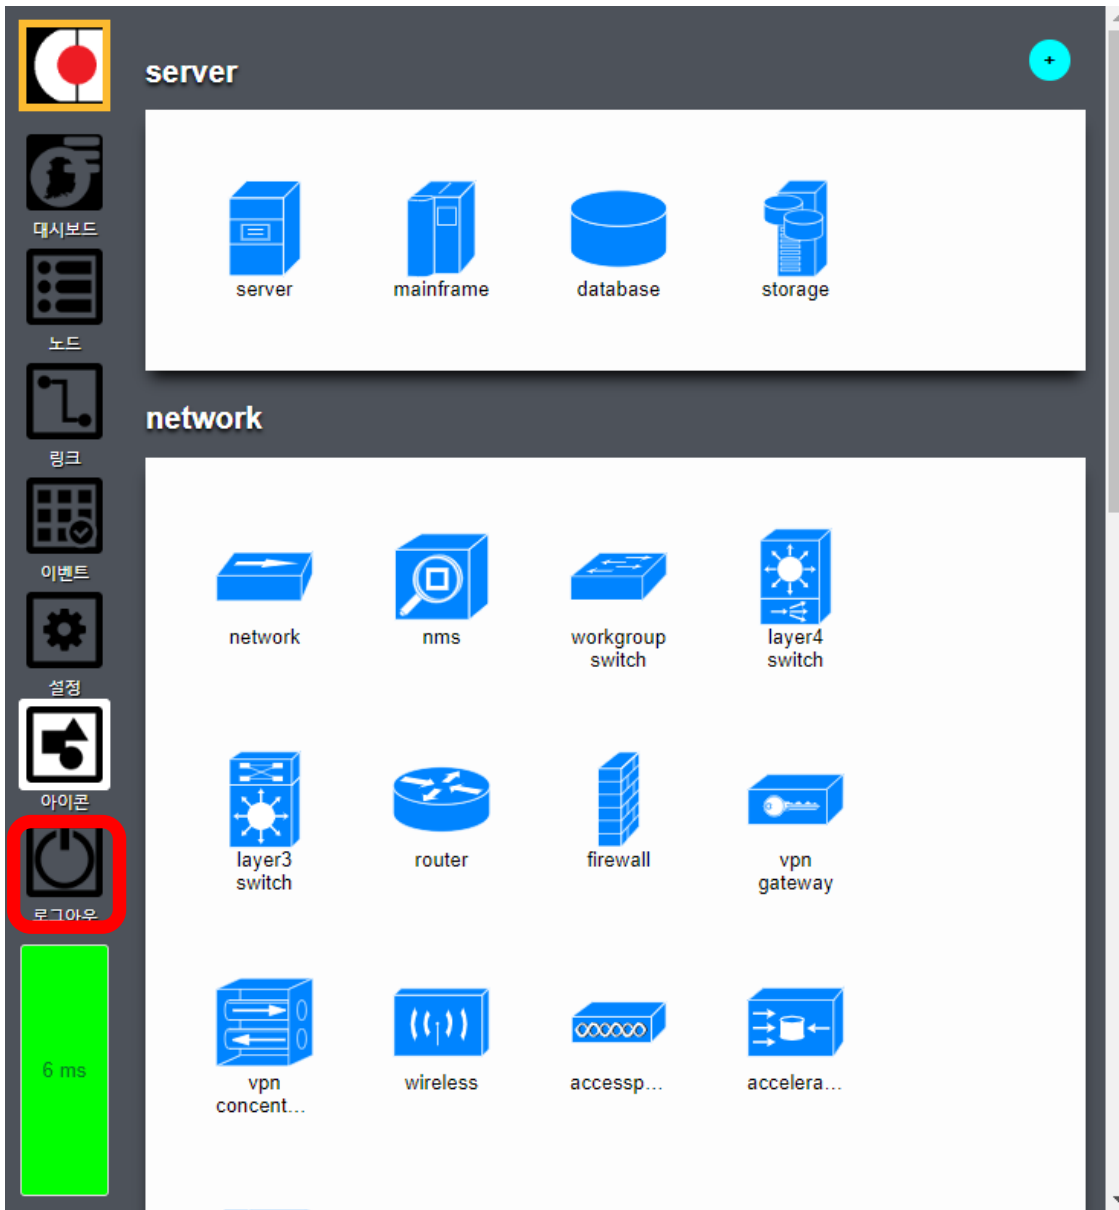 server
+
대시보드
노드
링크
이벤트
설정
아이콘
로그아웃
6 ms
server
mainframe
database
storage
network
network
nms
workgroup
switch
layer4
switch
layer3
switch
router
firewall
vpn
gateway
vpn
concent...
wireless
accessp...
accelera...